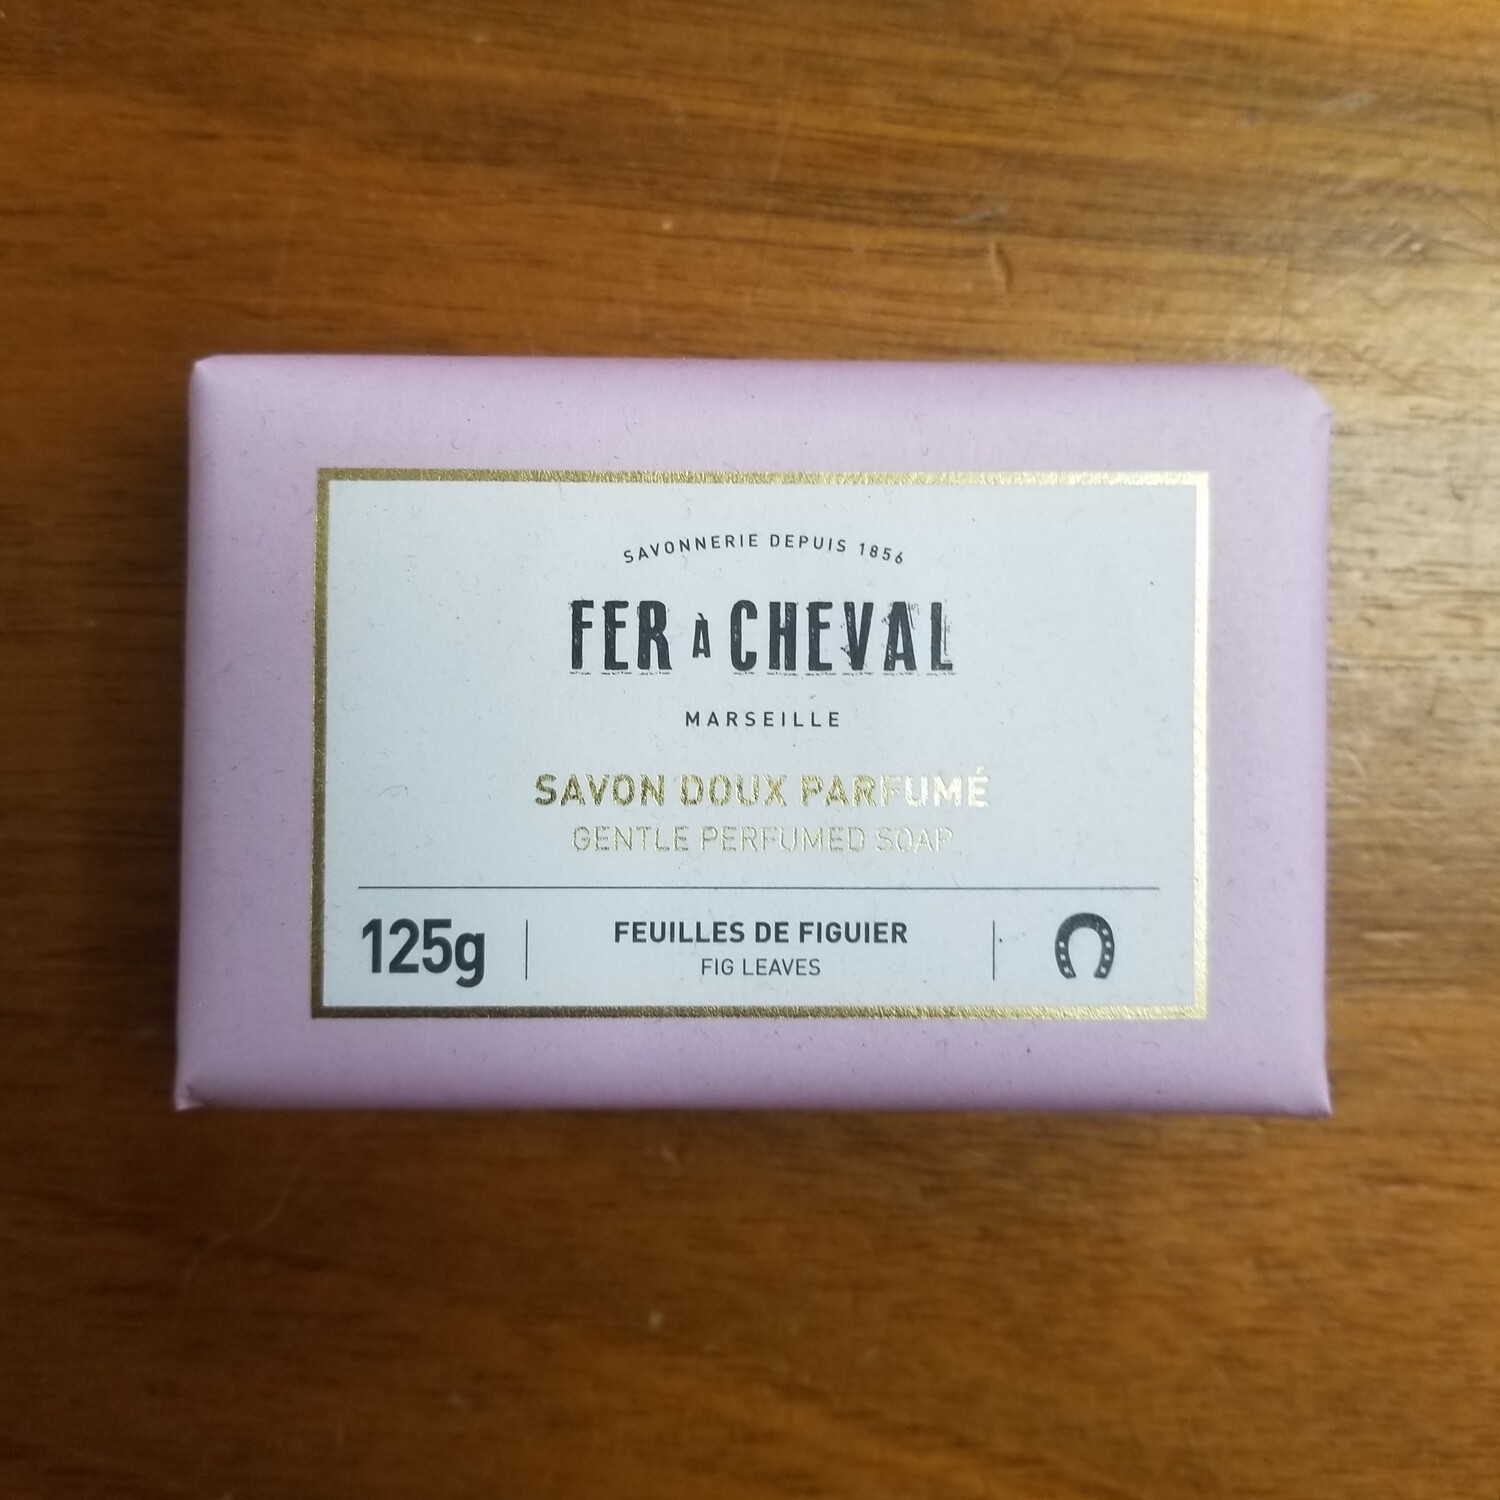 SAVONNERIE DEPUIS 1856
FER À CHEVAL
MARSEILLE
SAVON DOUX PARFUMÉ
GENTLE PERFUMED SOAP
125g
FEUILLES DE FIGUIER
FIG LEAVES